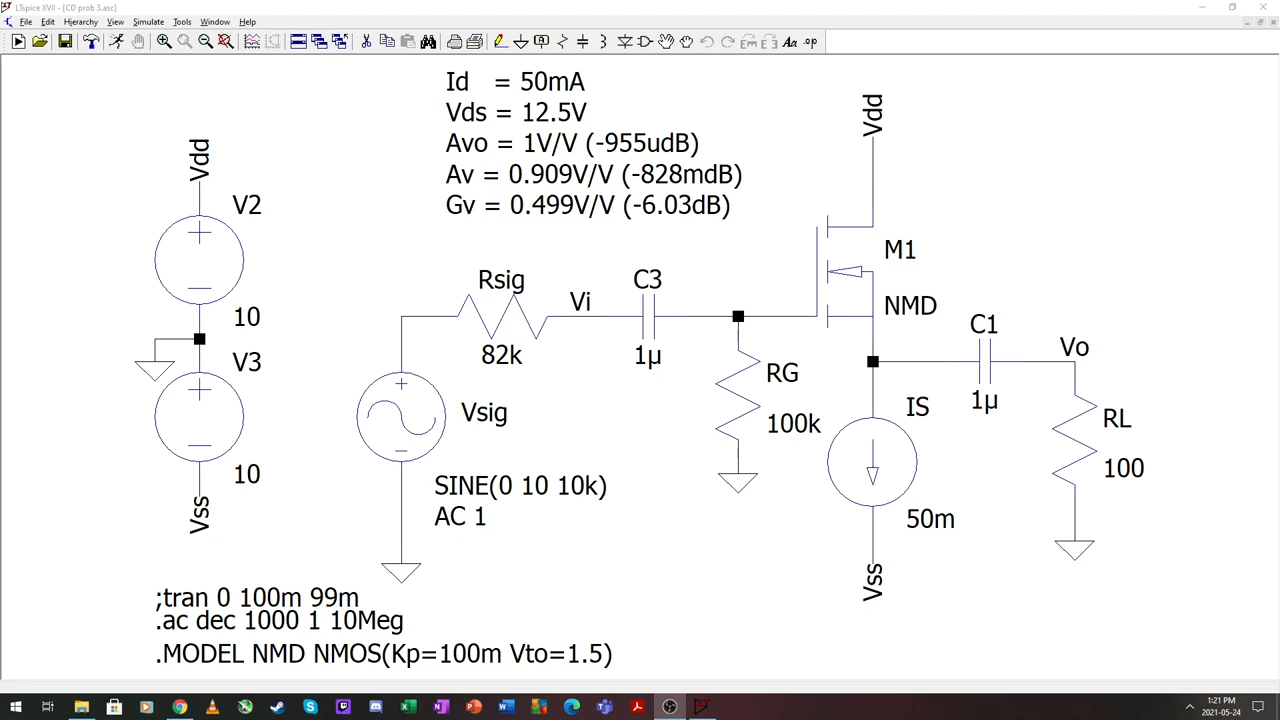 LTspice XVII - [CD prob 3.asc]
File Edit Hierarchy View Simulate Tools Window Help
Id = 50mA
Vds = 12.5V
Avo = 1V/V (-955udB)
Av = 0.909V/V (-828mdB)
Gv = 0.499V/V (-6.03dB)
Vdd
Vdd
V2
10
V3
10
Vss
Rsig
82k
Vi
C3
1µ
M1
NMD
RG
100k
C1
1µ
Vo
IS
50m
RL
100
Vsig
SINE(0 10 10k)
AC 1
Vss
;tran 0 100m 99m
.ac dec 1000 1 10Meg
.MODEL NMD NMOS(Kp=100m Vto=1.5)
1:21 PM
2021-05-24